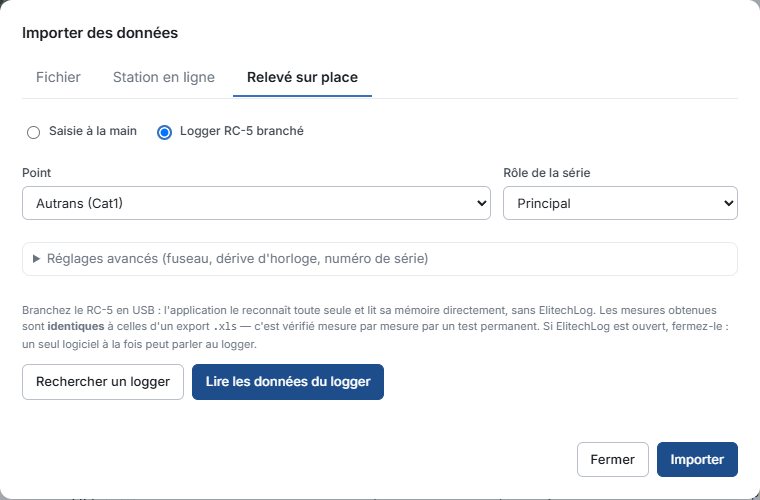 Importer des données
Fichier Station en ligne Relevé sur place
Saisie à la main Logger RC-5 branché
Point Rôle de la série
Autrans (Cat1) Principal
Réglages avancés (fuseau, dérive d'horloge, numéro de série)
Branchez le RC-5 en USB : l'application le reconnaît toute seule et lit sa mémoire directement, sans ElitechLog. Les mesures obtenues
sont identiques à celles d'un export .xls — c'est vérifié mesure par mesure par un test permanent. Si ElitechLog est ouvert, fermez-le :
un seul logiciel à la fois peut parler au logger.
Rechercher un logger Lire les données du logger
Fermer Importer